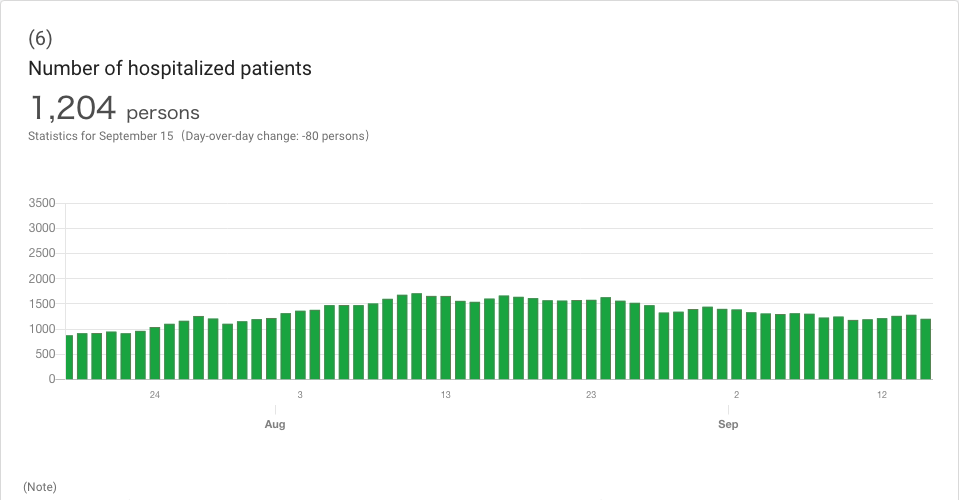 (6)
Number of hospitalized patients
1,204 persons
Statistics for September 15（Day-over-day change: -80 persons）
3500
3000
2500
2000
1500
1000
500
0
24 3 13 23 2 12
Aug Sep
(Note)